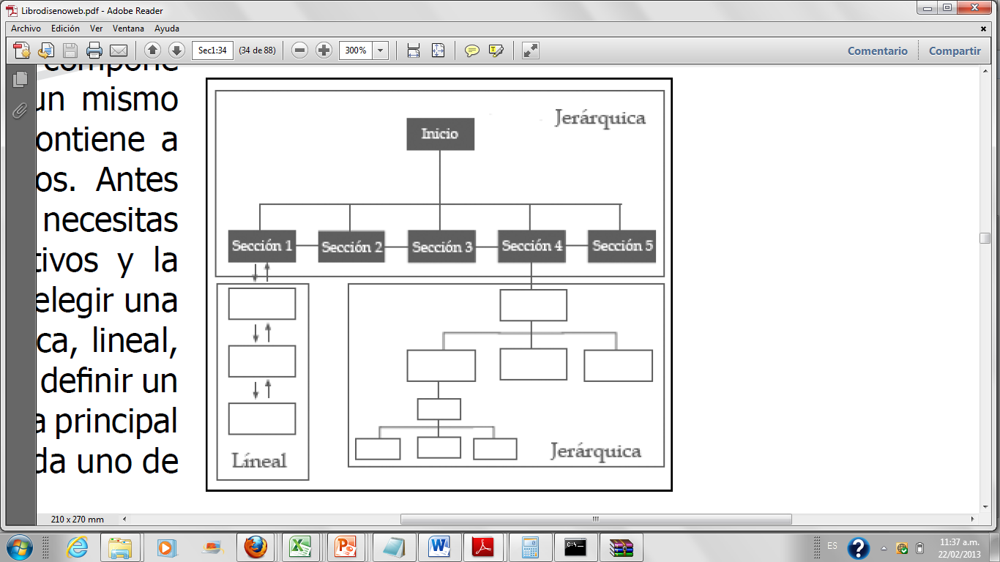 Librodisenoweb.pdf - Adobe Reader
Archivo Edición Ver Ventana Ayuda
Sec1:34 (34 de 88) 300% Comentario Compartir
compone
un mismo
ontiene a
os. Antes
necesitas
tivos y la
elegir una
ca, lineal,
definir un
a principal
da uno de
Jerárquica
Inicio
Sección 1 Sección 2 Sección 3 Sección 4 Sección 5
Líneal
Jerárquica
210 x 270 mm
ES
11:37 a.m.
22/02/2013